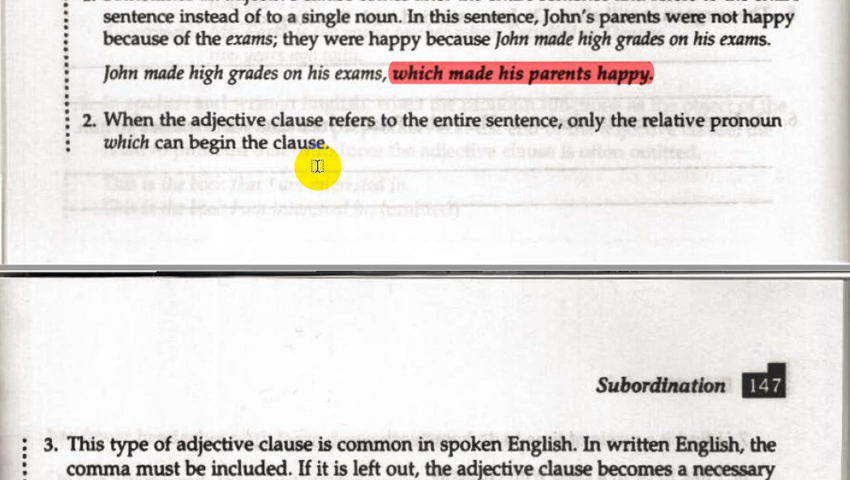 sentence instead of to a single noun. In this sentence, John's parents were not happy
because of the exams; they were happy because John made high grades on his exams.
John made high grades on his exams, which made his parents happy.
2. When the adjective clause refers to the entire sentence, only the relative pronoun
which can begin the clause.
Subordination 147
3. This type of adjective clause is common in spoken English. In written English, the
comma must be included. If it is left out, the adjective clause becomes a necessary